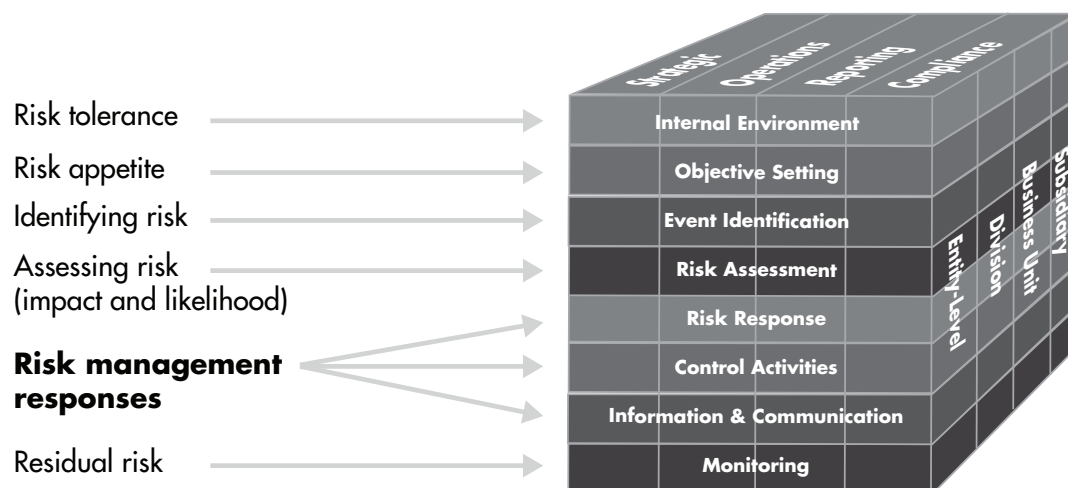 Strategic
Operations
Reporting
Compliance
Risk tolerance
Internal Environment
Risk appetite
Objective Setting
Identifying risk
Event Identification
Assessing risk
(impact and likelihood)
Risk Assessment
Risk management
responses
Risk Response
Control Activities
Information & Communication
Residual risk
Monitoring
Entity-Level
Division
Business Unit
Subsidiary